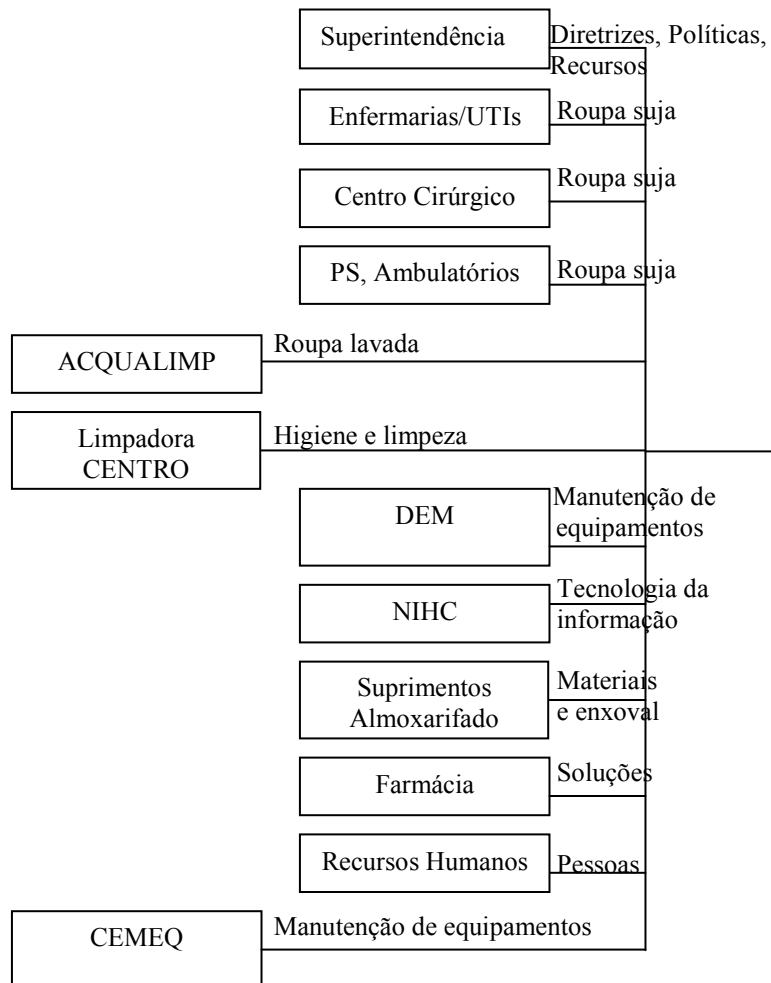 Superintendência
Diretrizes, Políticas,
Recursos
Enfermarias/UTIs
Roupa suja
Centro Cirúrgico
Roupa suja
PS, Ambulatórios
Roupa suja
ACQUALIMP
Roupa lavada
Limpadora
CENTRO
Higiene e limpeza
DEM
Manutenção de
equipamentos
NIHC
Tecnologia da
informação
Suprimentos
Almoxarifado
Materiais
e enxoval
Farmácia
Soluções
Recursos Humanos
Pessoas
CEMEQ
Manutenção de equipamentos